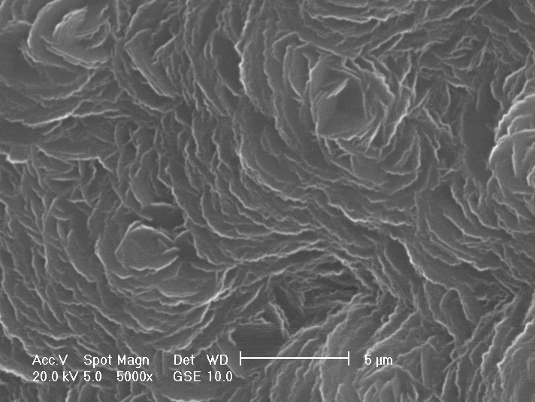 Acc.V Spot Magn Det WD 5 µm
20.0 kV 5.0 5000x GSE 10.0